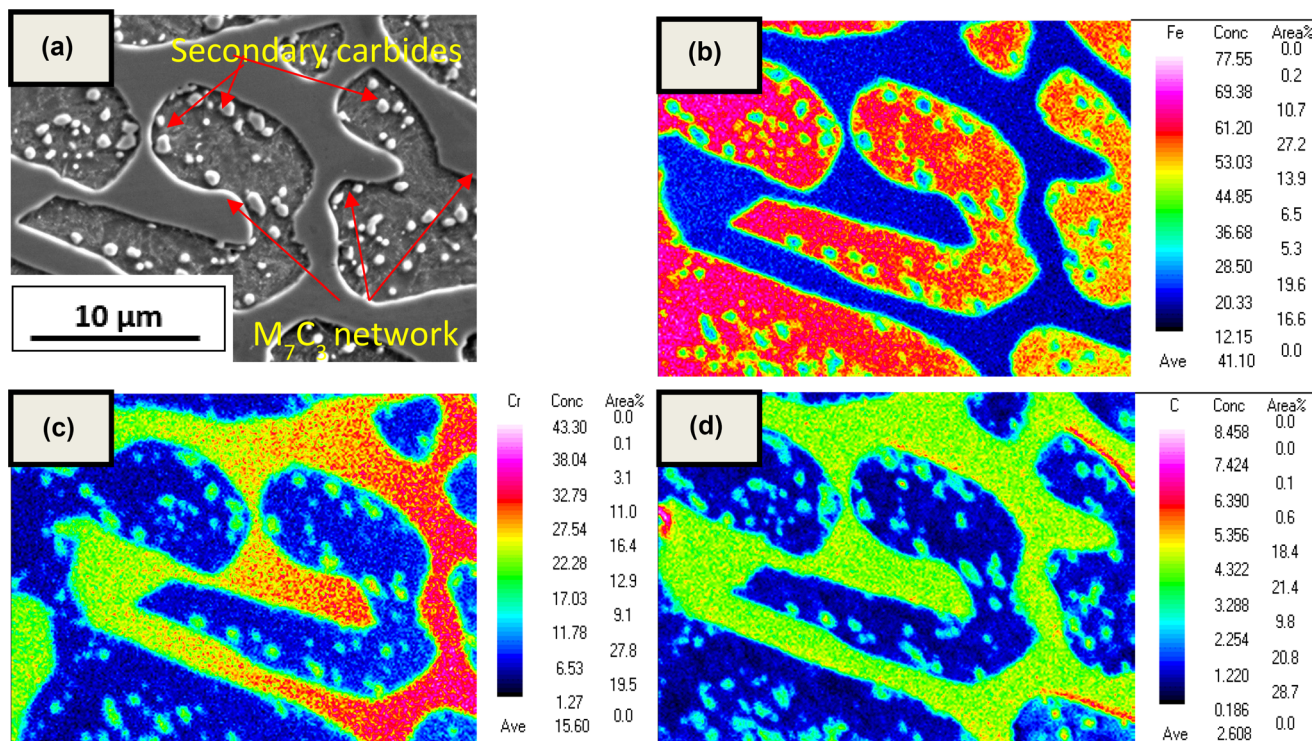 (a)
Secondary carbides
10 μm
M7C3 network
(b)
Fe Conc Area%
77.55 0.0
0.2
69.38 10.7
61.20 27.2
53.03 13.9
44.85 6.5
36.68 5.3
28.50 19.6
20.33 16.6
12.15 0.0
Ave 41.10
(c)
Cr Conc Area%
43.30 0.0
0.1
38.04 3.1
32.79 11.0
27.54 16.4
22.28 12.9
17.03 9.1
11.78 27.8
6.53 19.5
1.27 0.0
Ave 15.60
(d)
C Conc Area%
8.458 0.0
0.0
7.424 0.1
6.390 0.6
5.356 18.4
4.322 21.4
3.288 9.8
2.254 20.8
1.220 28.7
0.186 0.0
Ave 2.608